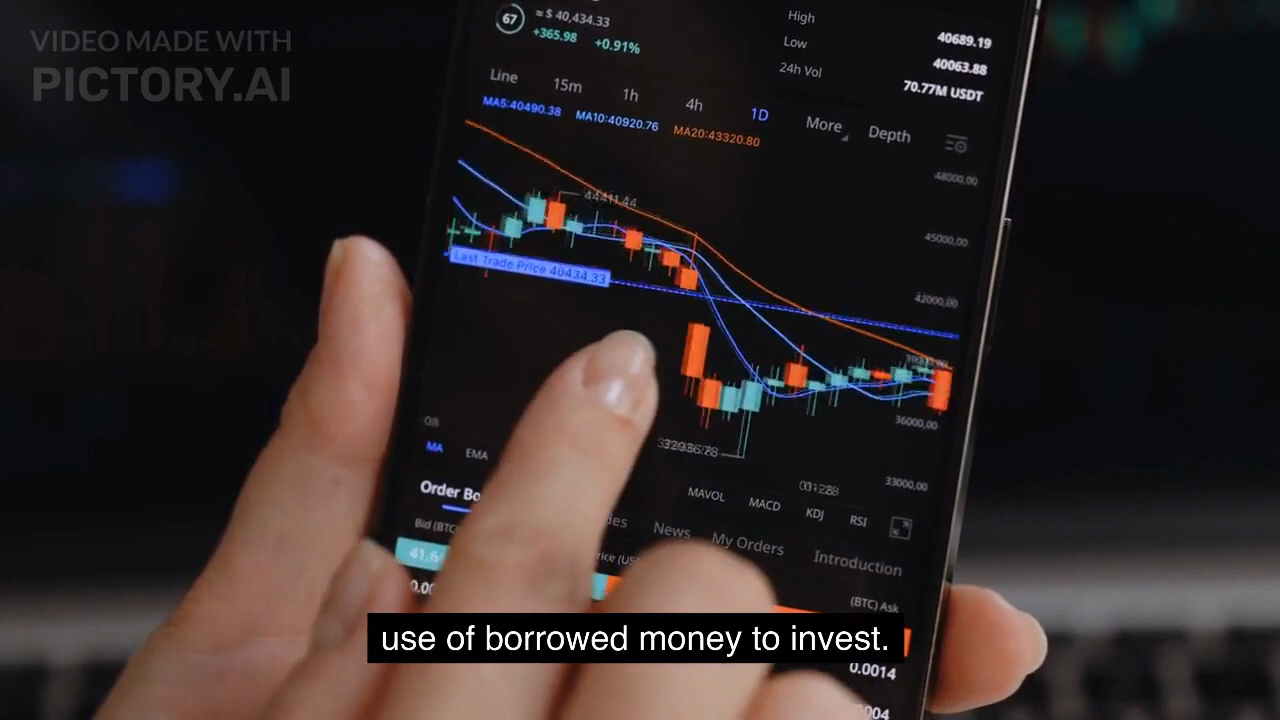 VIDEO MADE WITH
PICTORY.AI
67
≈ $ 40,434.33
+365.98 +0.91%
High 40689.19
Low 40063.88
24h Vol 70.77M USDT
Line 15m 1h 4h 1D More Depth
MA5:40490.38 MA10:40920.76 MA20:43320.80
48000,00
44411.44
45000,00
Last Trade Price 40434.33
42000,00
36000,00
33000,00
MA EMA MAVOL MACD KDJ RSI
Order News My Orders Introduction
Bid (BTC (BTC) Ask
0.0014
use of borrowed money to invest.